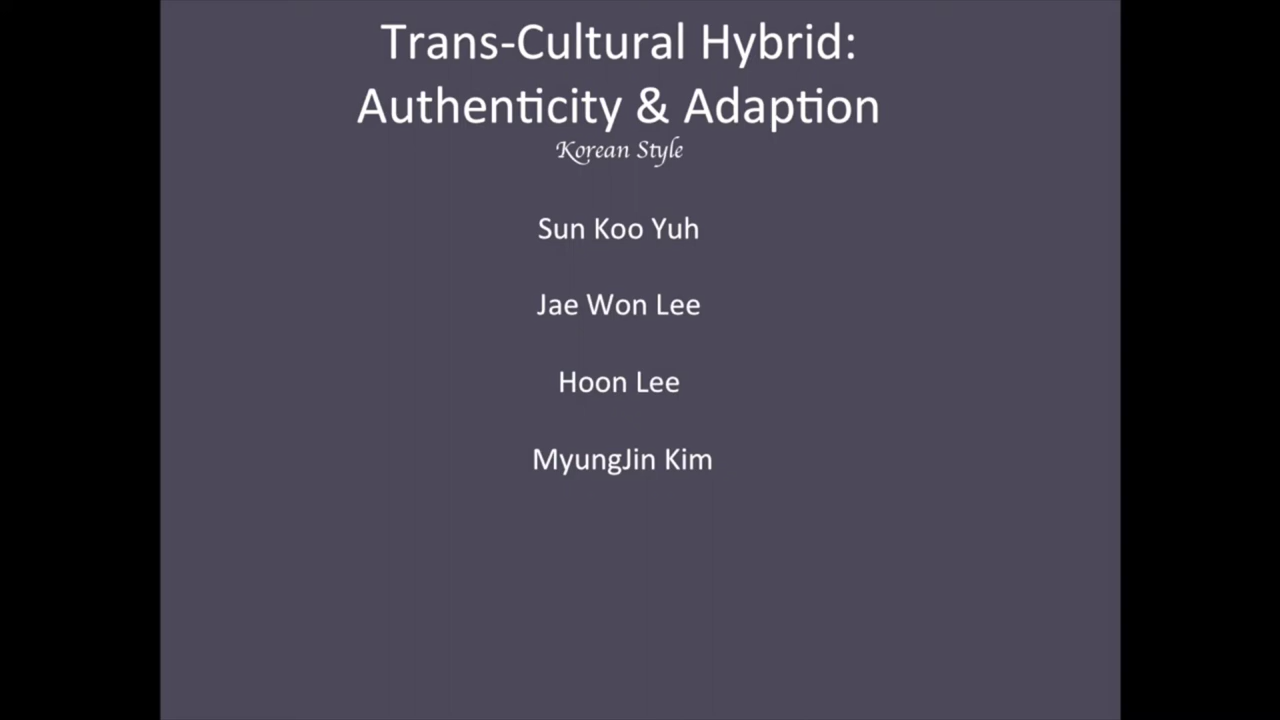 Trans-Cultural Hybrid:
Authenticity & Adaption
Korean Style
Sun Koo Yuh
Jae Won Lee
Hoon Lee
MyungJin Kim